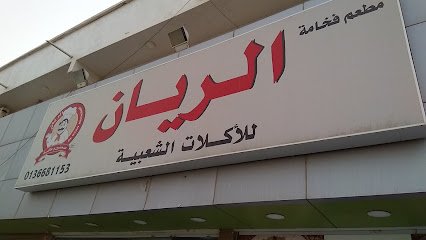 مطعم فخامة
الريان
للأكلات الشعبية
0136681153